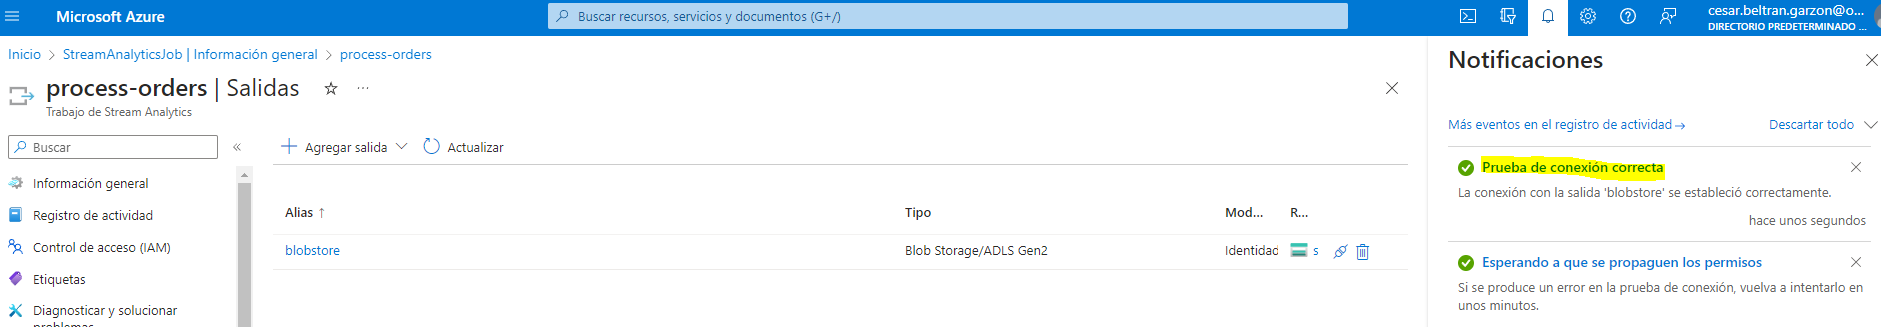 Microsoft Azure
Buscar recursos, servicios y documentos (G+/)
cesar.beltran.garzon@o...
DIRECTORIO PREDETERMINADO ...
Inicio > StreamAnalyticsJob | Información general > process-orders
process-orders | Salidas
Trabajo de Stream Analytics
Buscar
Información general
Registro de actividad
Control de acceso (IAM)
Etiquetas
Diagnosticar y solucionar
problemas
Agregar salida
Actualizar
Alias ↑ Tipo Mod... R...
blobstore Blob Storage/ADLS Gen2 Identidad s
Notificaciones
Más eventos en el registro de actividad →
Descartar todo
Prueba de conexión correcta
La conexión con la salida 'blobstore' se estableció correctamente.
hace unos segundos
Esperando a que se propaguen los permisos
Si se produce un error en la prueba de conexión, vuelva a intentarlo en
unos minutos.